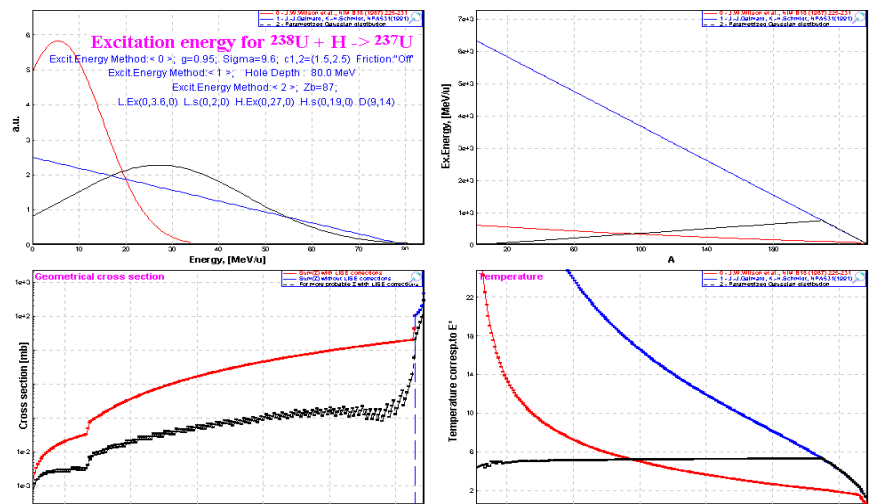 0 - J.W.Wilson et al., NIM B18 (1987) 225-231
1 - J.-J.Gaimard, K.-H.Schmidt, NPA531(1991)
2 - Parametrized Gaussian distribution
Excitation energy for 238U + H -> 237U
Excit.Energy Method:< 0 >; g=0.95; Sigma=9.6; c1,2=(1.5,2.5) Friction:"Off"
Excit.Energy Method:< 1 >; Hole Depth : 80.0 MeV
Excit.Energy Method:< 2 >; Zb=87;
L.Ex(0,3.6,0) L.s(0,2,0) H.Ex(0,27,0) H.s(0,19,0) D(9,14)
a.u.
6
5
4
3
2
1
0
0 10 20 30 40 50 60 70 80
Energy, [MeV/u]
0 - J.W.Wilson et al., NIM B18 (1987) 225-231
1 - J.-J.Gaimard, K.-H.Schmidt, NPA531(1991)
2 - Parametrized Gaussian distribution
Ex.Energy, [MeV/u]
7e+3
6e+3
5e+3
4e+3
3e+3
2e+3
1e+3
0
20 60 100 140 180
A
Geometrical cross section
Sum(Z) with LISE corrections
Sum(Z) without LISE corrections
For more probable Z with LISE corrections
Cross section [mb]
1e+3
1e+2
1e-2
1e-3
Temperature
0 - J.W.Wilson et al., NIM B18 (1987) 225-231
1 - J.-J.Gaimard, K.-H.Schmidt, NPA531(1991)
2 - Parametrized Gaussian distribution
Temperature corresp.to E*
22
18
14
10
6
2